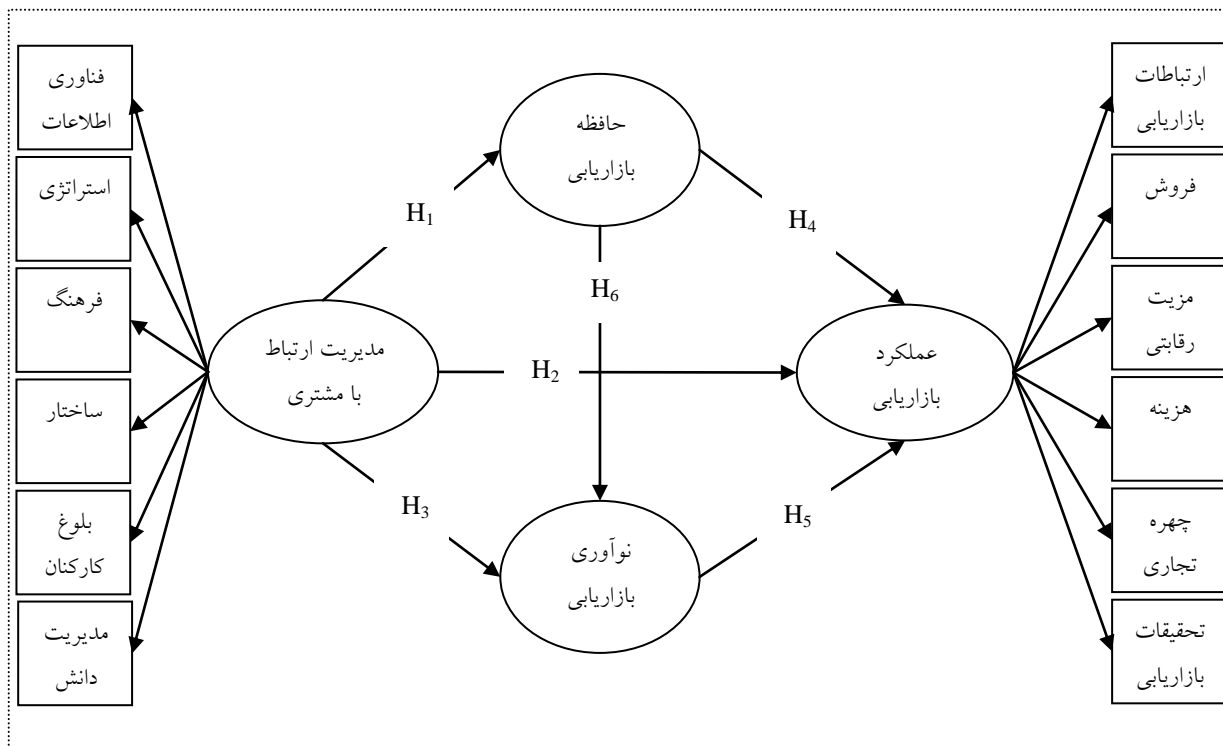 فناوری
اطلاعات
استراتژی
فرهنگ
ساختار
بلوغ
کارکنان
مدیریت
دانش
مدیریت ارتباط
با مشتری
H₁
H₂
H₃
حافظه
بازاریابی
H₆
نوآوری
بازاریابی
H₄
H₅
عملکرد
بازاریابی
ارتباطات
بازاریابی
فروش
مزیت
رقابتی
هزینه
چهره
تجاری
تحقیقات
بازاریابی